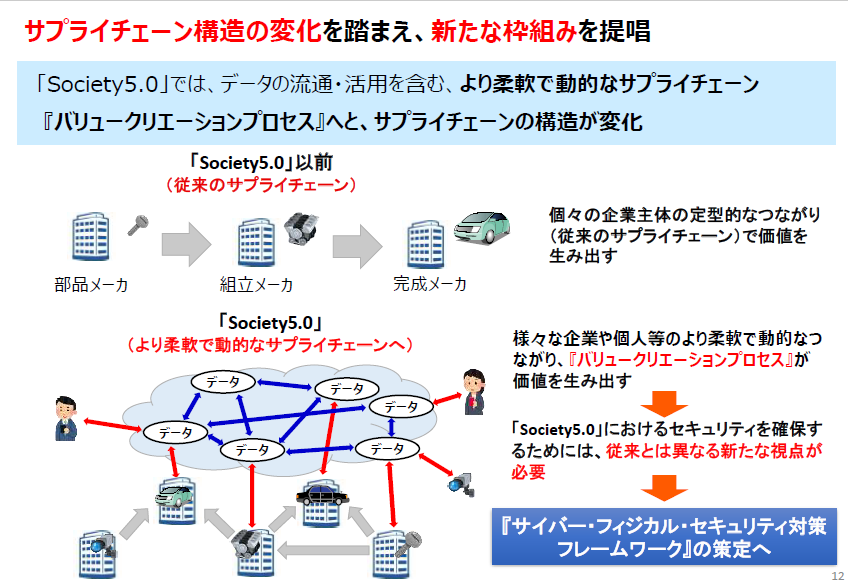 サプライチェーン構造の変化を踏まえ、新たな枠組みを提唱
「Society5.0」では、データの流通・活用を含む、より柔軟で動的なサプライチェーン
『バリュークリエーションプロセス』へと、サプライチェーンの構造が変化
「Society5.0」以前
（従来のサプライチェーン）
部品メーカ
組立メーカ
完成メーカ
個々の企業主体の定型的なつながり
（従来のサプライチェーン）で価値を
生み出す
「Society5.0」
（より柔軟で動的なサプライチェーンへ）
データ
データ
データ
データ
データ
データ
様々な企業や個人等のより柔軟で動的なつ
ながり、『バリュークリエーションプロセス』が
価値を生み出す
「Society5.0」におけるセキュリティを確保す
るためには、従来とは異なる新たな視点が
必要
『サイバー・フィジカル・セキュリティ対策
フレームワーク』の策定へ
12